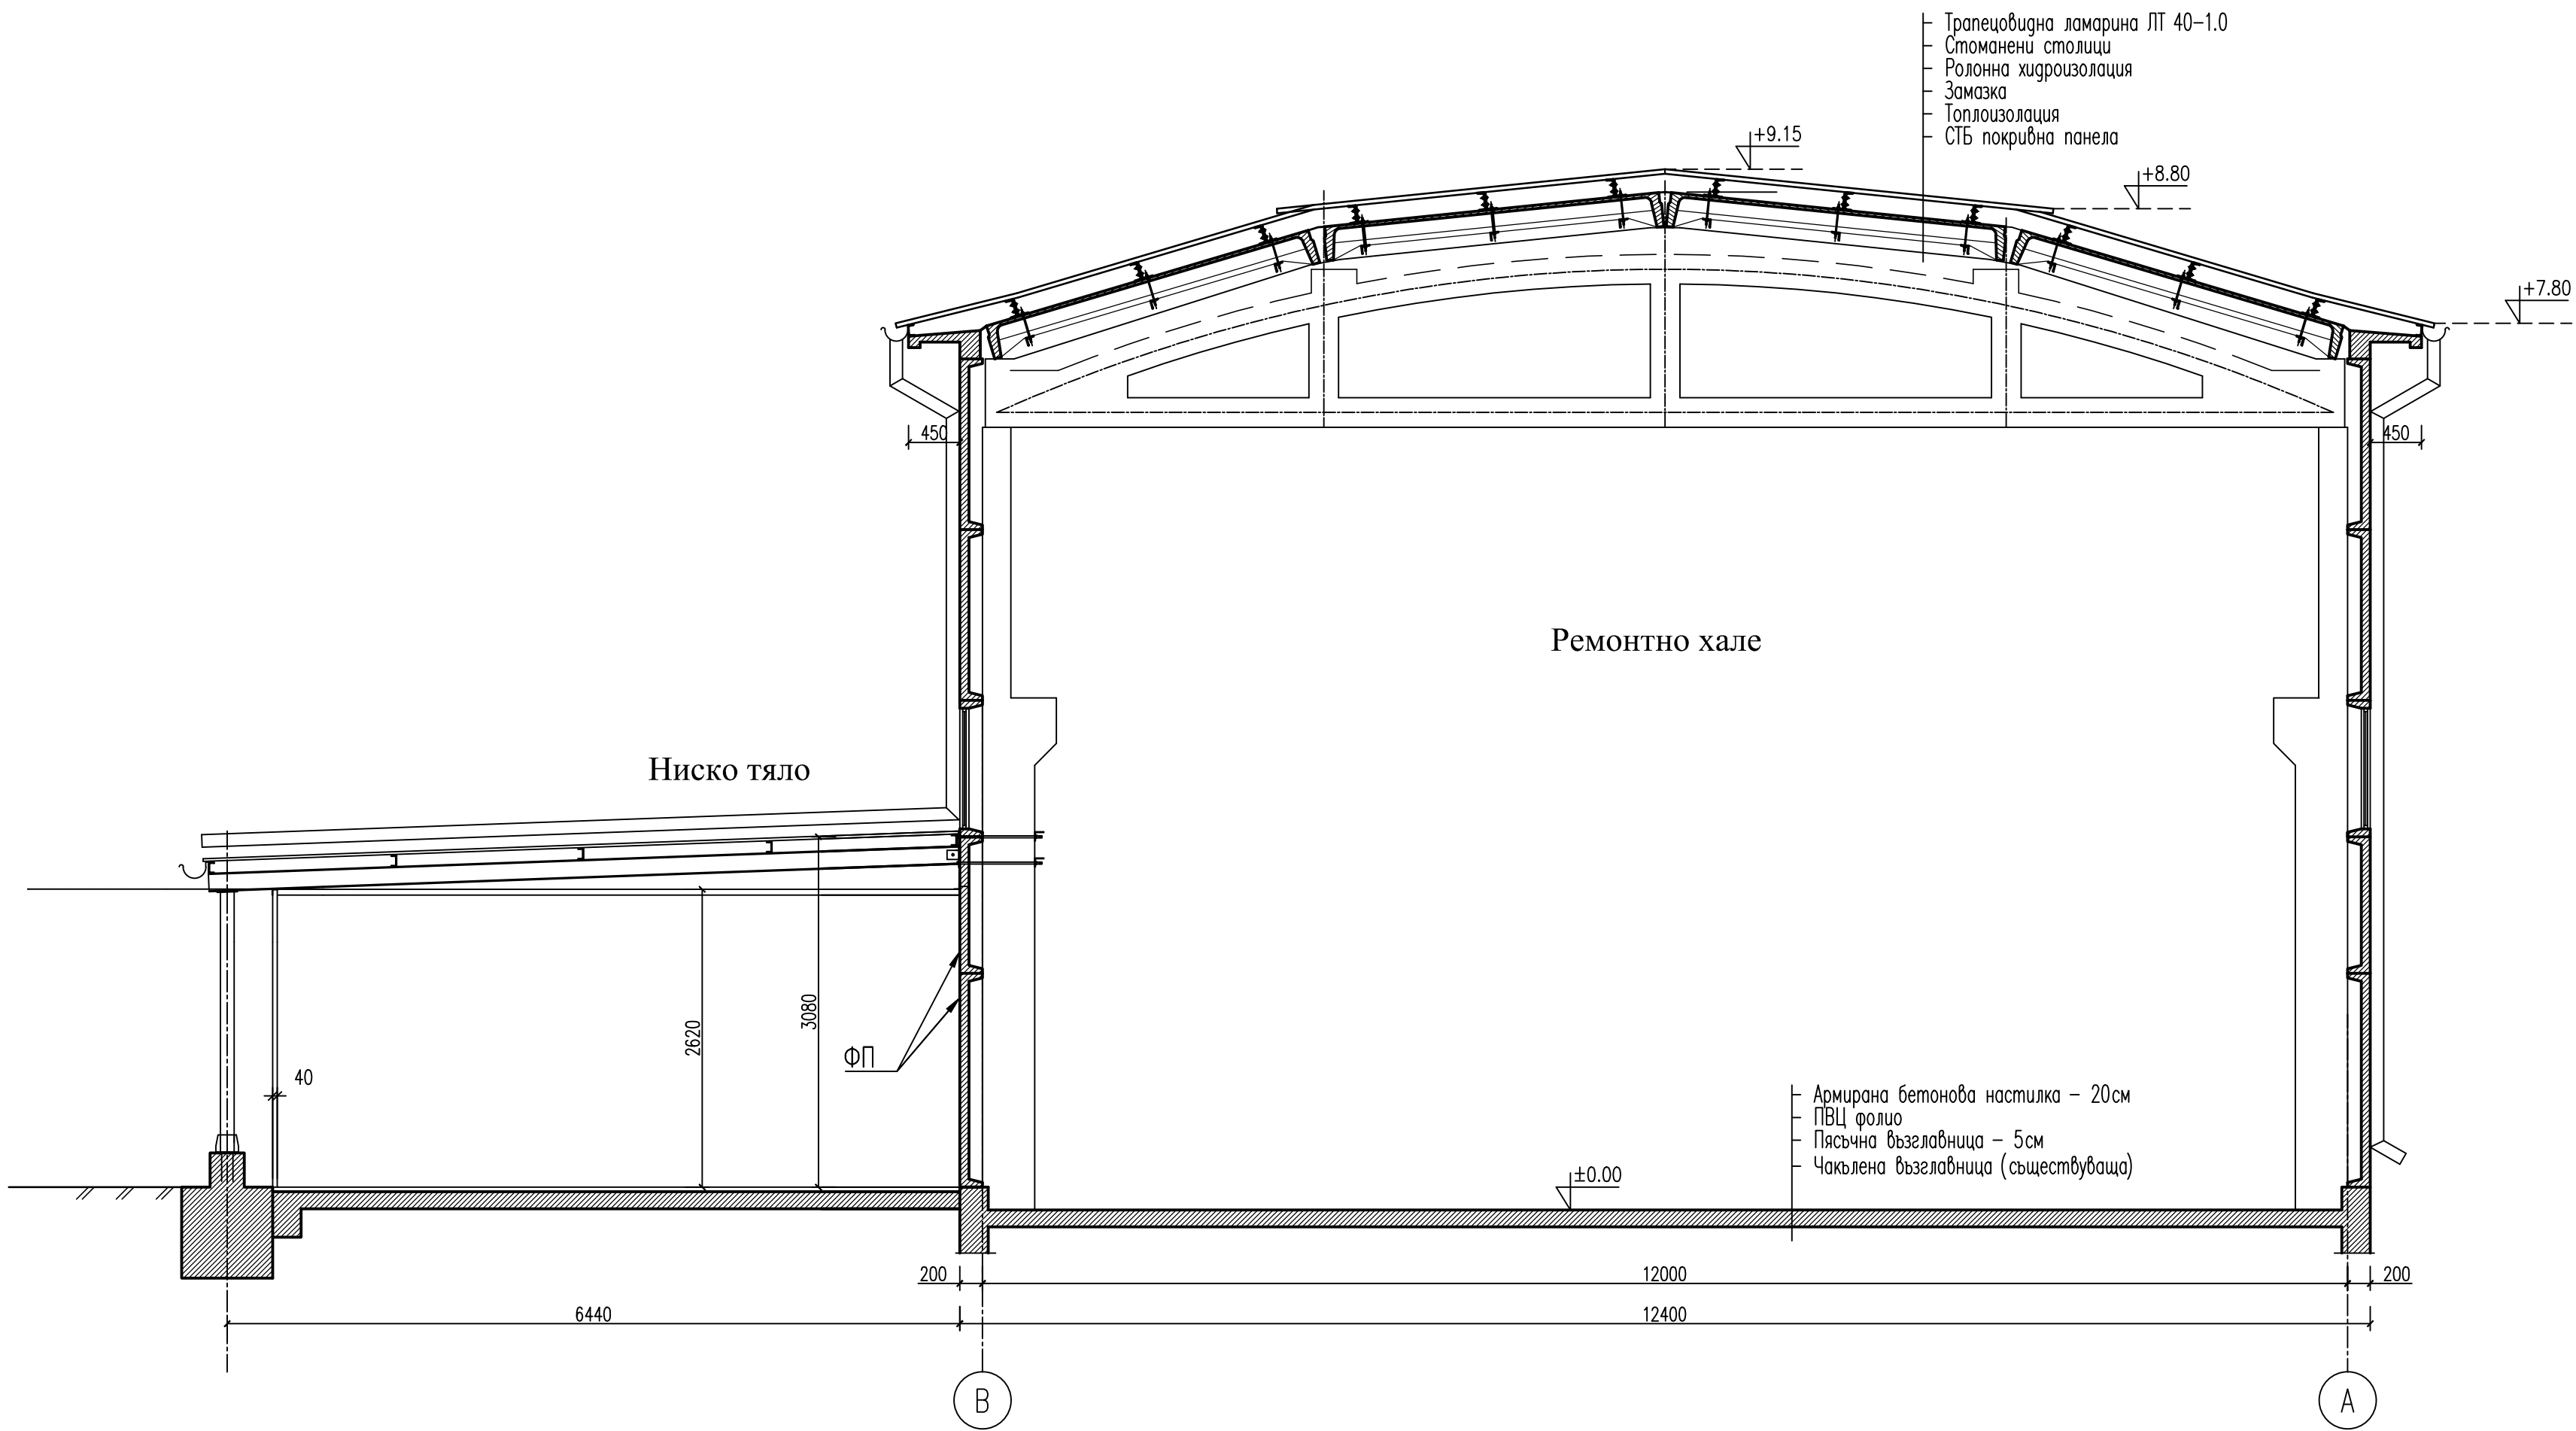 Трапецовидна ламарина ЛТ 40-1.0
Стоманени столици
Ролонна хидроизолация
Замазка
Топлоизолация
СТБ покривна панела
+9.15
+8.80
+7.80
450
450
Ремонтно хале
Ниско тяло
3080
2620
ФП
40
Армирана бетонова настилка - 20см
ПВЦ фолио
Пясъчна възглавница - 5см
Чакълена възглавница (съществуваща)
±0.00
200
12000
200
6440
12400
В
А